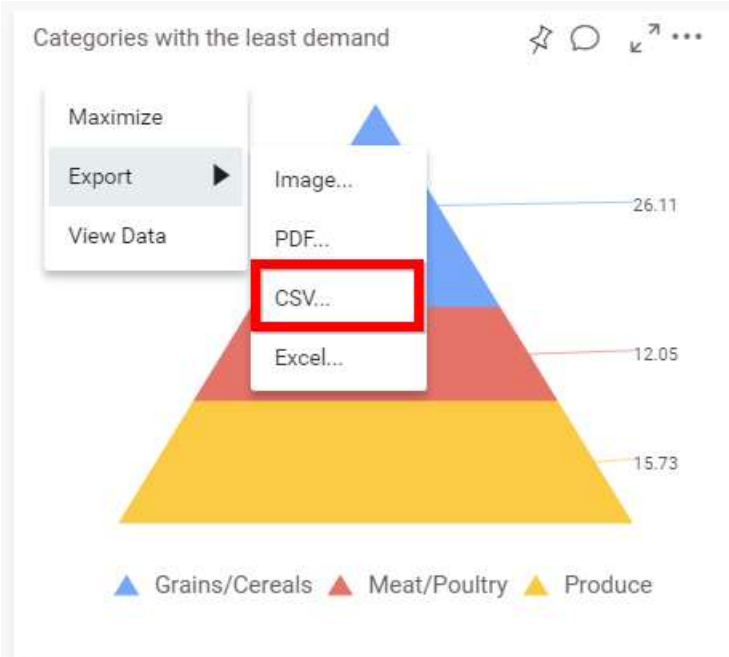 Categories with the least demand
Maximize
Export
View Data
Image...
PDF...
CSV...
Excel...
26.11
12.05
15.73
Grains/Cereals Meat/Poultry Produce